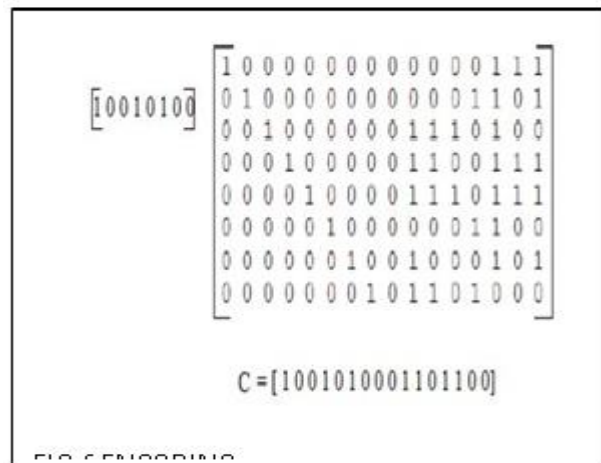 1 0 0 0 0 0 0 0 0 0 0 0 0 1 1 1
0 1 0 0 0 0 0 0 0 0 0 0 1 1 0 1
[10010100]
0 0 1 0 0 0 0 0 0 1 1 1 0 1 0 0
0 0 0 1 0 0 0 0 0 1 1 0 0 1 1 1
0 0 0 0 1 0 0 0 0 1 1 1 0 1 1 1
0 0 0 0 0 1 0 0 0 0 0 0 1 1 0 0
0 0 0 0 0 0 1 0 0 1 0 0 0 1 0 1
0 0 0 0 0 0 0 1 0 1 1 0 1 0 0 0
C =[1001010001101100]